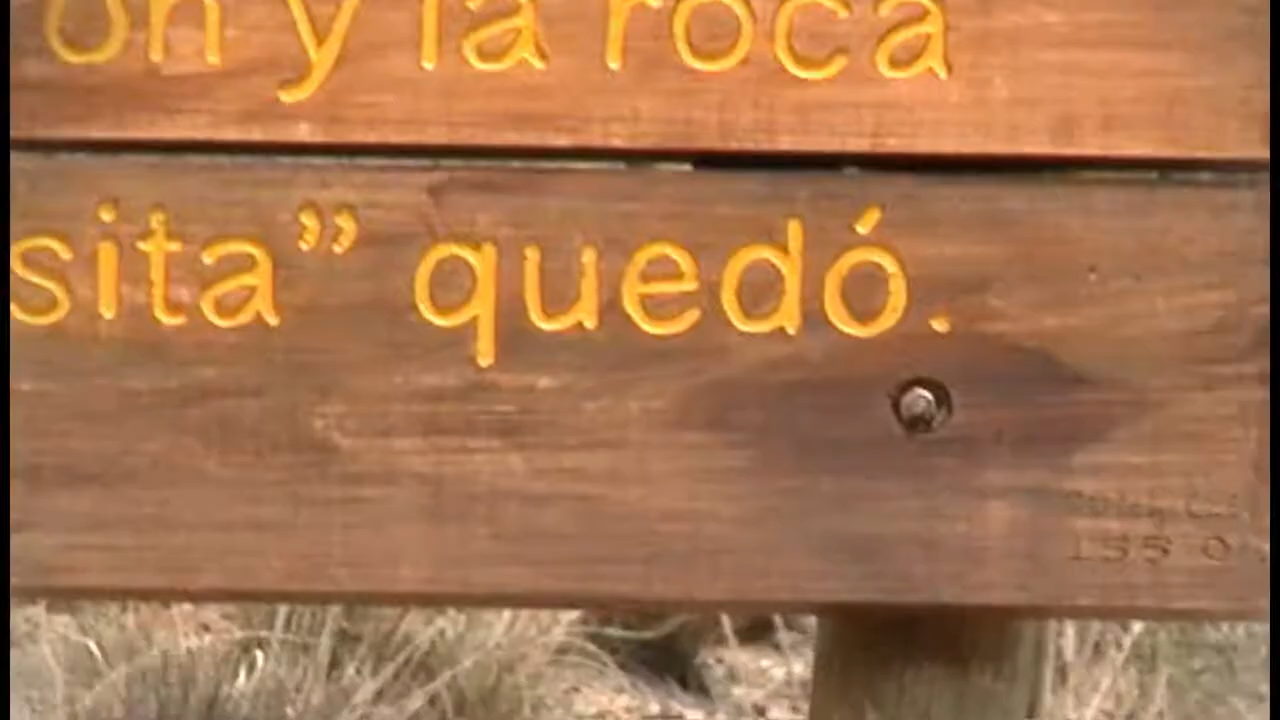 ón y la roca
sita” quedó.